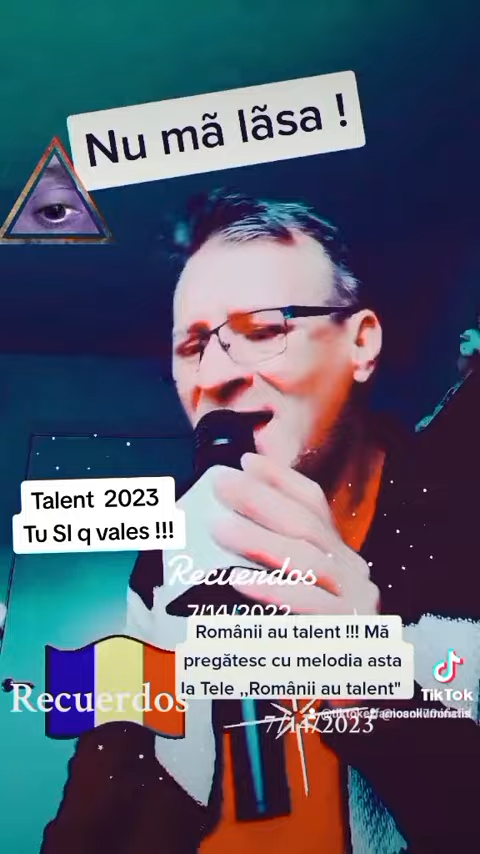 Nu mã lãsa !
Talent 2023
Tu SI q vales !!!
Recuerdos
7/14/2022
Românii au talent !!! Mă
pregătesc cu melodia asta
la Tele ,,Românii au talent"
Recuerdos
TikTok
7/14/2023